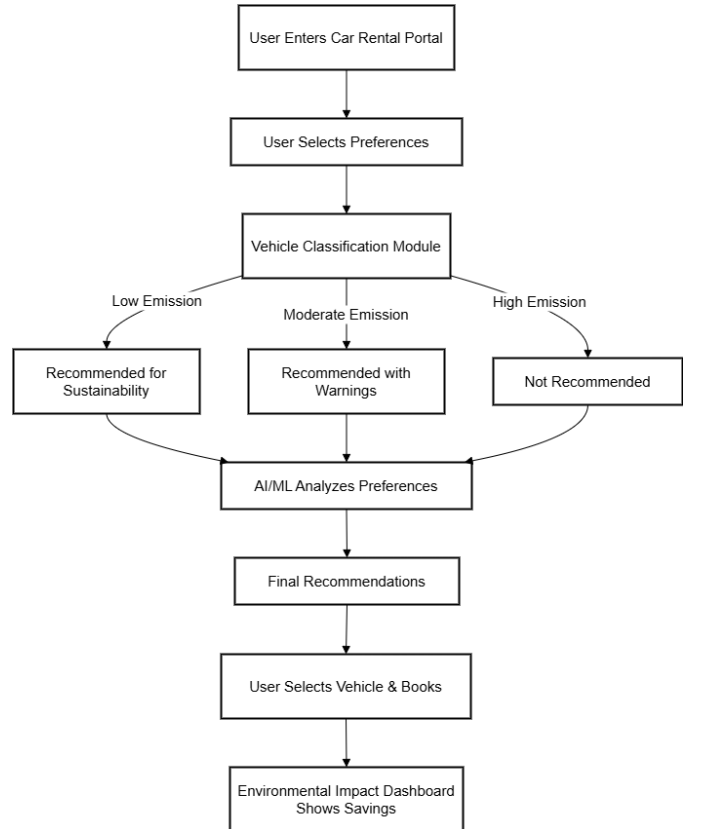 User Enters Car Rental Portal
User Selects Preferences
Vehicle Classification Module
Low Emission
Moderate Emission
High Emission
Recommended for
Sustainability
Recommended with
Warnings
Not Recommended
AI/ML Analyzes Preferences
Final Recommendations
User Selects Vehicle & Books
Environmental Impact Dashboard
Shows Savings